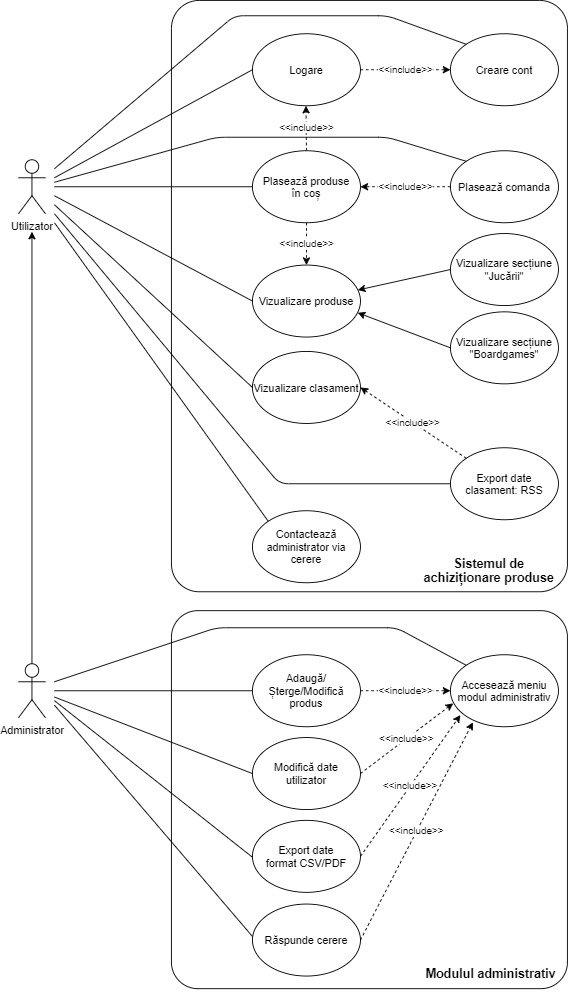 Logare
<<include>>
Creare cont
<<include>>
Utilizator
Plasează produse
în coș
<<include>>
Plasează comanda
<<include>>
Vizualizare secțiune
"Jucării"
Vizualizare produse
Vizualizare secțiune
"Boardgames"
Vizualizare clasament
<<include>>
Export date
clasament: RSS
Contactează
administrator via
cerere
Sistemul de
achiziționare produse
Administrator
Adaugă/
Șterge/Modifică
produs
<<include>>
Accesează meniu
modul administrativ
<<include>>
Modifică date
utilizator
<<include>>
<<include>>
Export date
format CSV/PDF
Răspunde cerere
Modulul administrativ